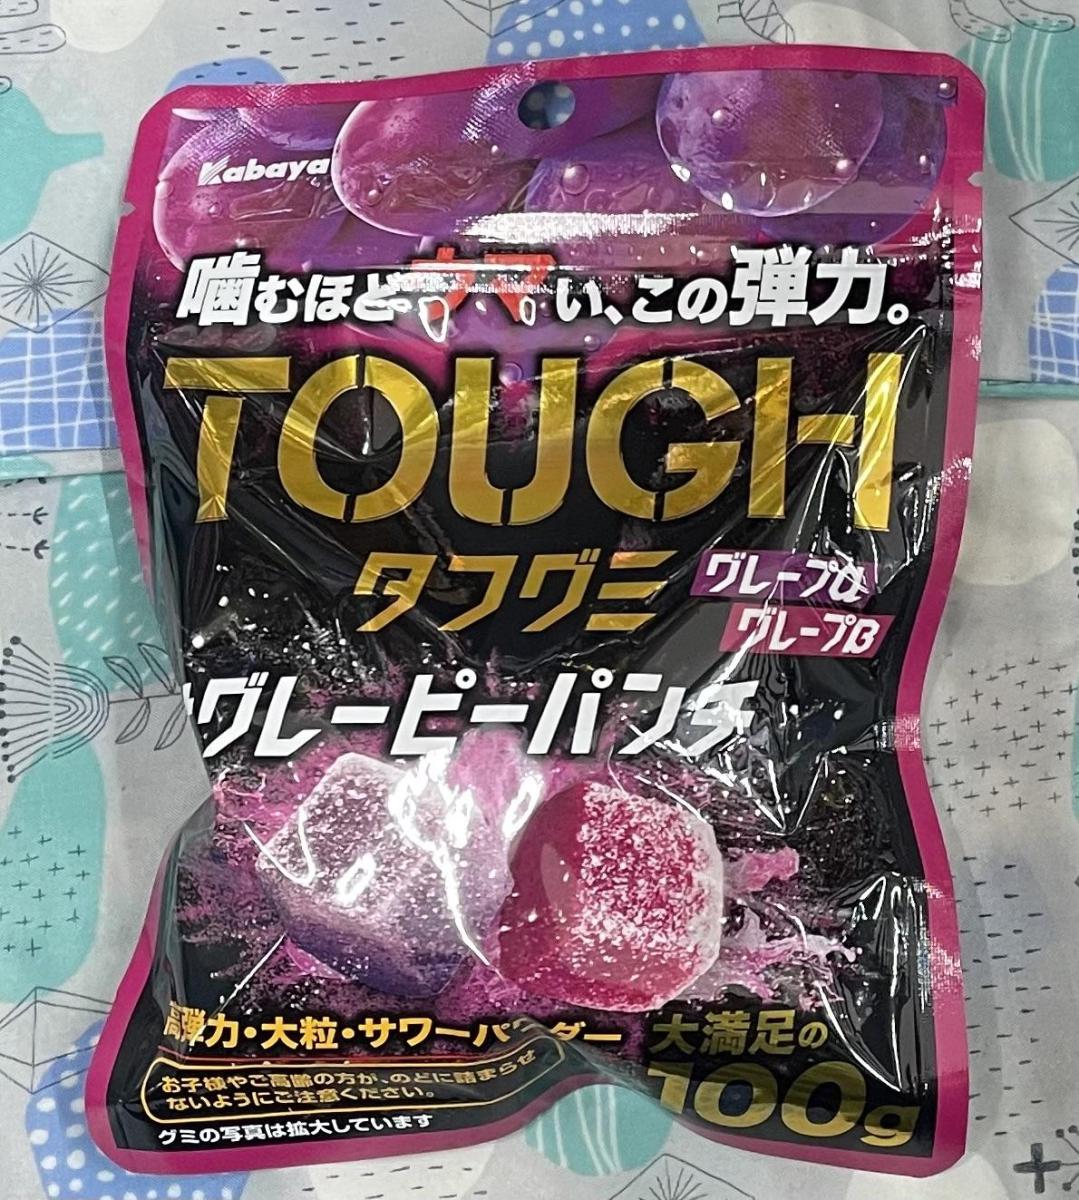 Kabaya
噛むほどウマい、この弾力。
TOUGH
タフグミ
グレープα
グレープβ
グレーピーパンチ
高弾力・大粒・サワーパウダー
大満足の
100g
お子様やご高齢の方が、のどに詰まらせ
ないようにご注意ください。
グミの写真は拡大しています